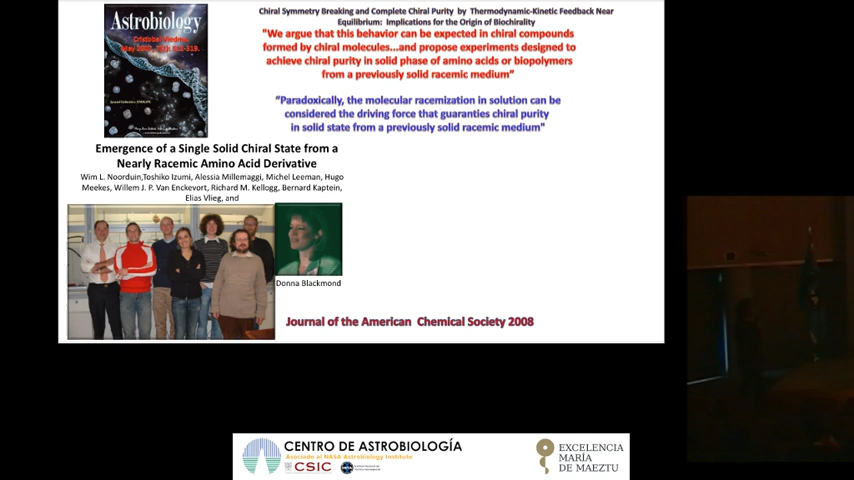 Chiral Symmetry Breaking and Complete Chiral Purity by Thermodynamic-Kinetic Feedback Near
Equilibrium: Implications for the Origin of Biochirality
"We argue that this behavior can be expected in chiral compounds
formed by chiral molecules...and propose experiments designed to
achieve chiral purity in solid phase of amino acids or biopolymers
from a previously solid racemic medium"
"Paradoxically, the molecular racemization in solution can be
considered the driving force that guaranties chiral purity
in solid state from a previously solid racemic medium"
Astrobiology
Emergence of a Single Solid Chiral State from a
Nearly Racemic Amino Acid Derivative
Wim L. Noorduin,Toshiko Izumi, Alessia Millemaggi, Michel Leeman, Hugo
Meekes, Willem J. P. Van Enckevort, Richard M. Kellogg, Bernard Kaptein,
Elias Vlieg, and
Donna Blackmond
Journal of the American Chemical Society 2008
CENTRO DE ASTROBIOLOGÍA
Asociado al NASA Astrobiology Institute
CSIC
EXCELENCIA
MARÍA
DE MAEZTU